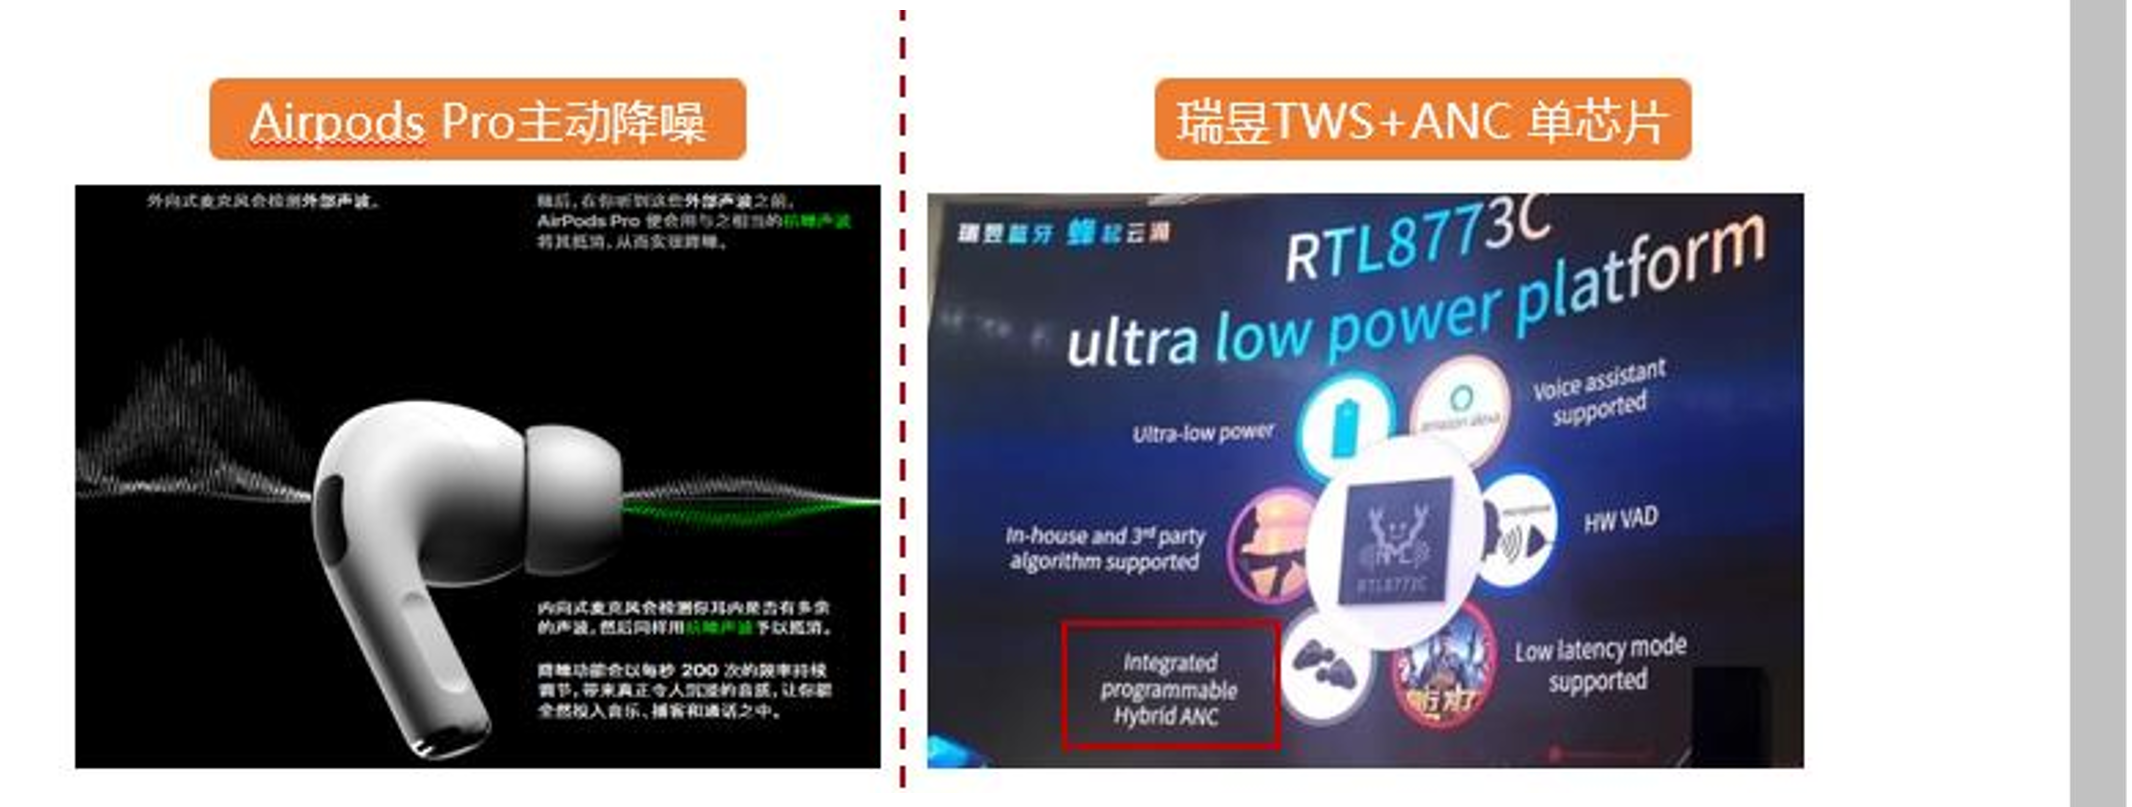 Airpods Pro主动降噪
外向式麦克风会检测外部声波。
随后，在你听到这些外部声波之前，
AirPods Pro 便会用与之相当的抗噪声波
将其抵消，从而实现降噪。
内向式麦克风会检测你耳内是否有多余
的声波，然后同样用抗噪声波予以抵消。
降噪功能会以每秒 200 次的频率持续
调节，带来真正令人沉浸的音质，让你能
全然投入音乐、播客和通话之中。
瑞昱TWS+ANC 单芯片
瑞昱蓝牙 蜂起云涌
RTL8773C
ultra low power platform
Ultra-low power
Voice assistant
supported
amazon alexa
In-house and 3rd party
algorithm supported
HW VAD
RTL8773C
Integrated
programmable
Hybrid ANC
Low latency mode
supported